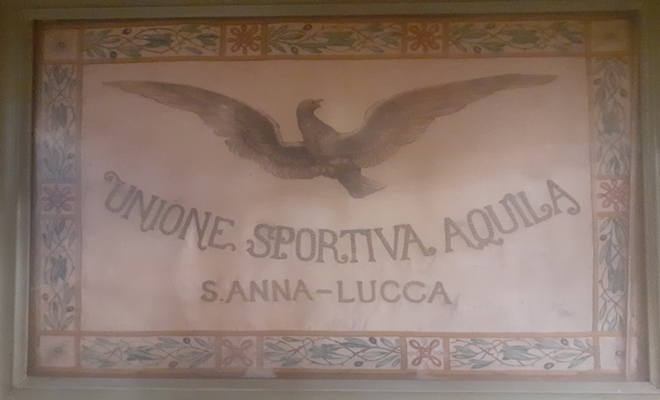 UNIONE SPORTIVA AQUILA
S. ANNA-LUCCA